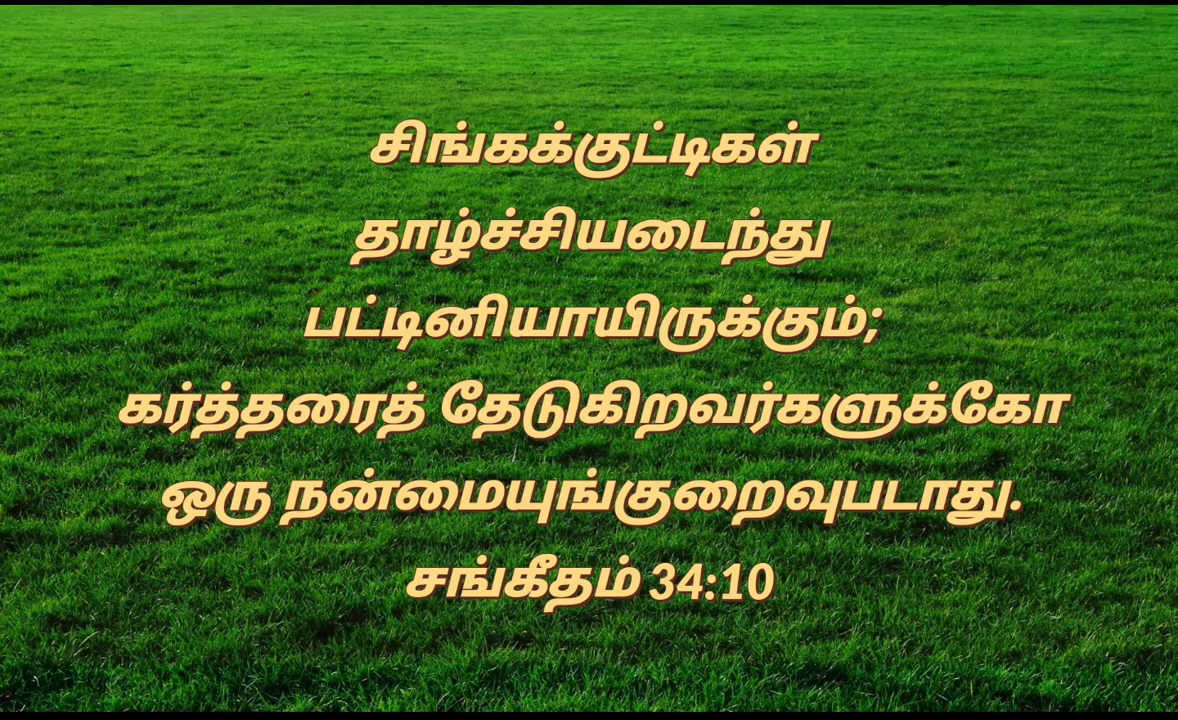 சிங்கக்குட்டிகள்
தாழ்ச்சியடைந்து
பட்டினியாயிருக்கும்;
கர்த்தரைத் தேடுகிறவர்களுக்கோ
ஒரு நன்மையுங்குறைவுபடாது.
சங்கீதம் 34:10